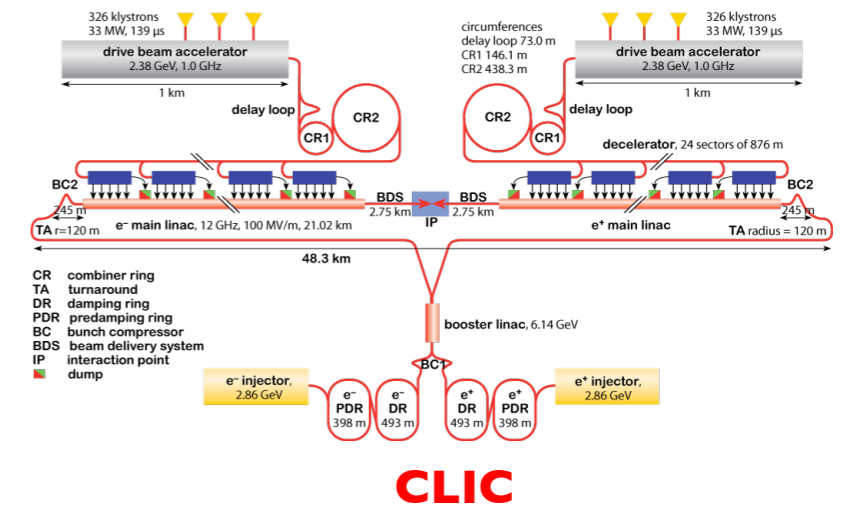 326 klystrons
33 MW, 139 µs
drive beam accelerator
2.38 GeV, 1.0 GHz
1 km
delay loop
CR1
CR2
circumferences
delay loop 73.0 m
CR1 146.1 m
CR2 438.3 m
326 klystrons
33 MW, 139 µs
drive beam accelerator
2.38 GeV, 1.0 GHz
1 km
delay loop
CR2
CR1
decelerator, 24 sectors of 876 m
BC2
245 m
TA r=120 m
e⁻ main linac, 12 GHz, 100 MV/m, 21.02 km
BDS
2.75 km
IP
BDS
2.75 km
e⁺ main linac
BC2
245 m
TA radius = 120 m
48.3 km
CR combiner ring
TA turnaround
DR damping ring
PDR predamping ring
BC bunch compressor
BDS beam delivery system
IP interaction point
dump
booster linac, 6.14 GeV
BC1
e⁻ injector,
2.86 GeV
e⁻
PDR
398 m
e⁻
DR
493 m
e⁺
DR
493 m
e⁺
PDR
398 m
e⁺ injector,
2.86 GeV
CLIC